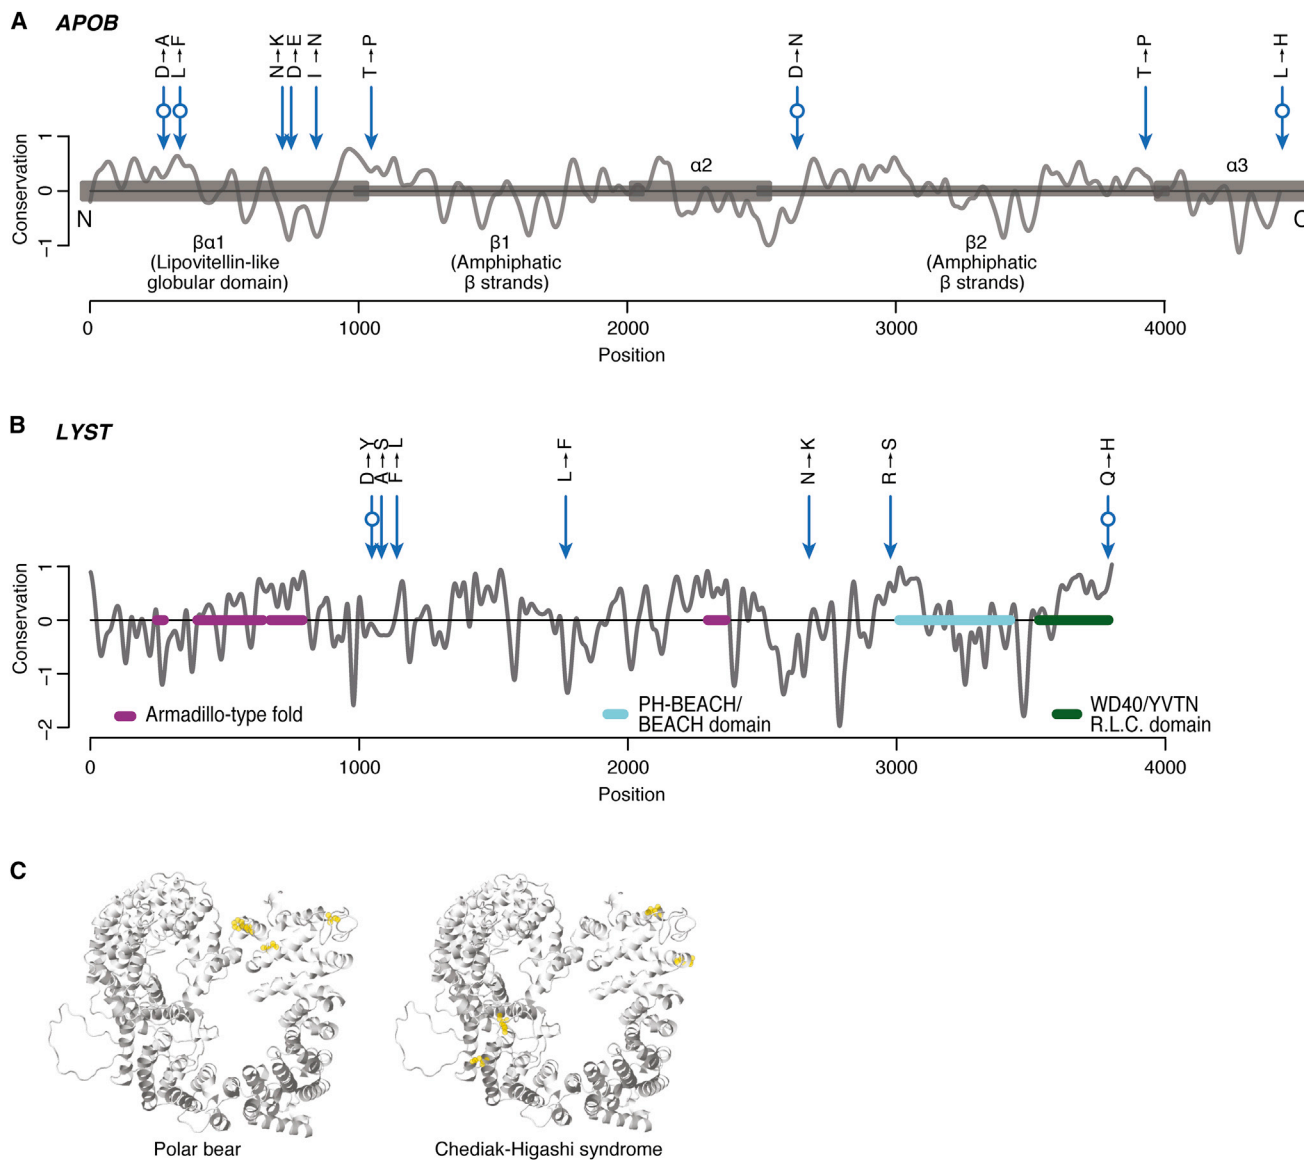 A APOB
D→A
L→F
N→K
D→E
I→N
T→P
D→N
T→P
L→H
Conservation
1
0
−1
N
α2
α3
C
βα1
(Lipovitellin-like
globular domain)
β1
(Amphiphatic
β strands)
β2
(Amphiphatic
β strands)
0 1000 2000 3000 4000
Position
B LYST
D→Y
A→S
F→L
L→F
N→K
R→S
Q→H
Conservation
1
0
−1
−2
Armadillo-type fold
PH-BEACH/
BEACH domain
WD40/YVTN
R.L.C. domain
0 1000 2000 3000 4000
Position
C
Polar bear
Chediak-Higashi syndrome